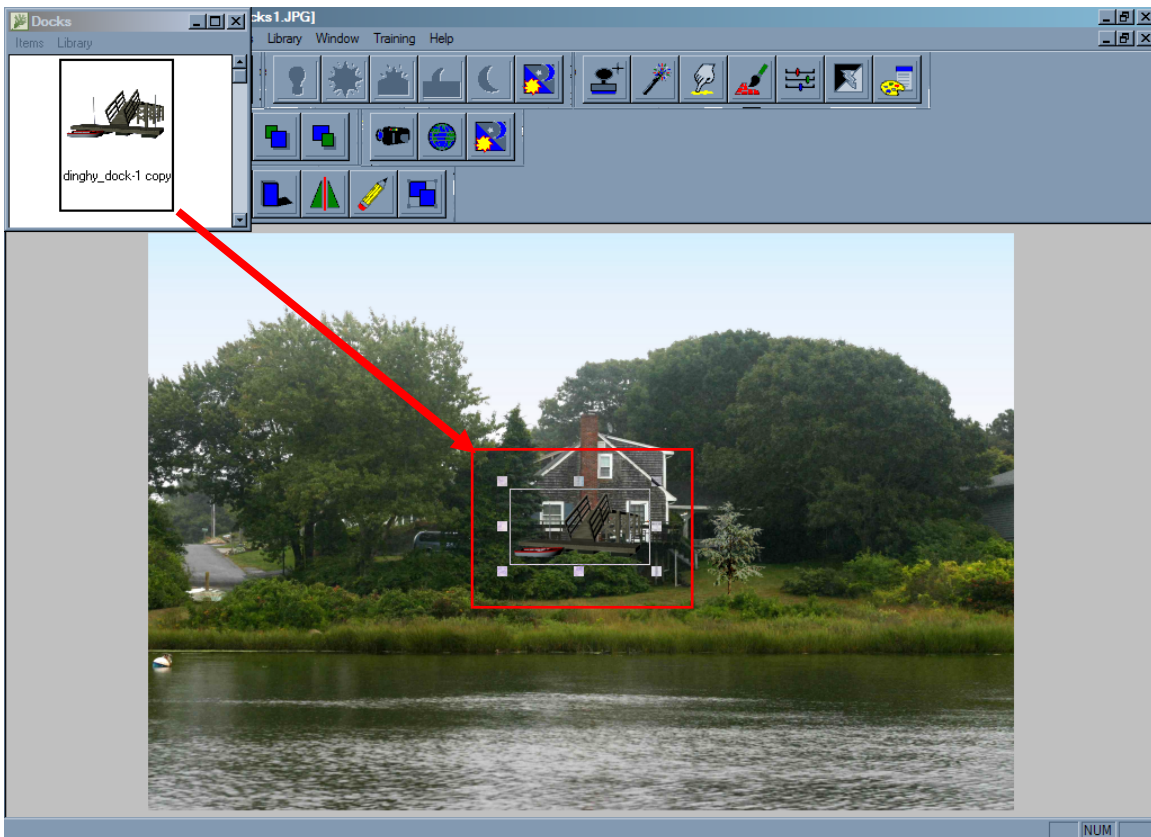 Docks
cks1.JPG]
Items Library
Library Window Training Help
dinghy_dock-1 copy
NUM